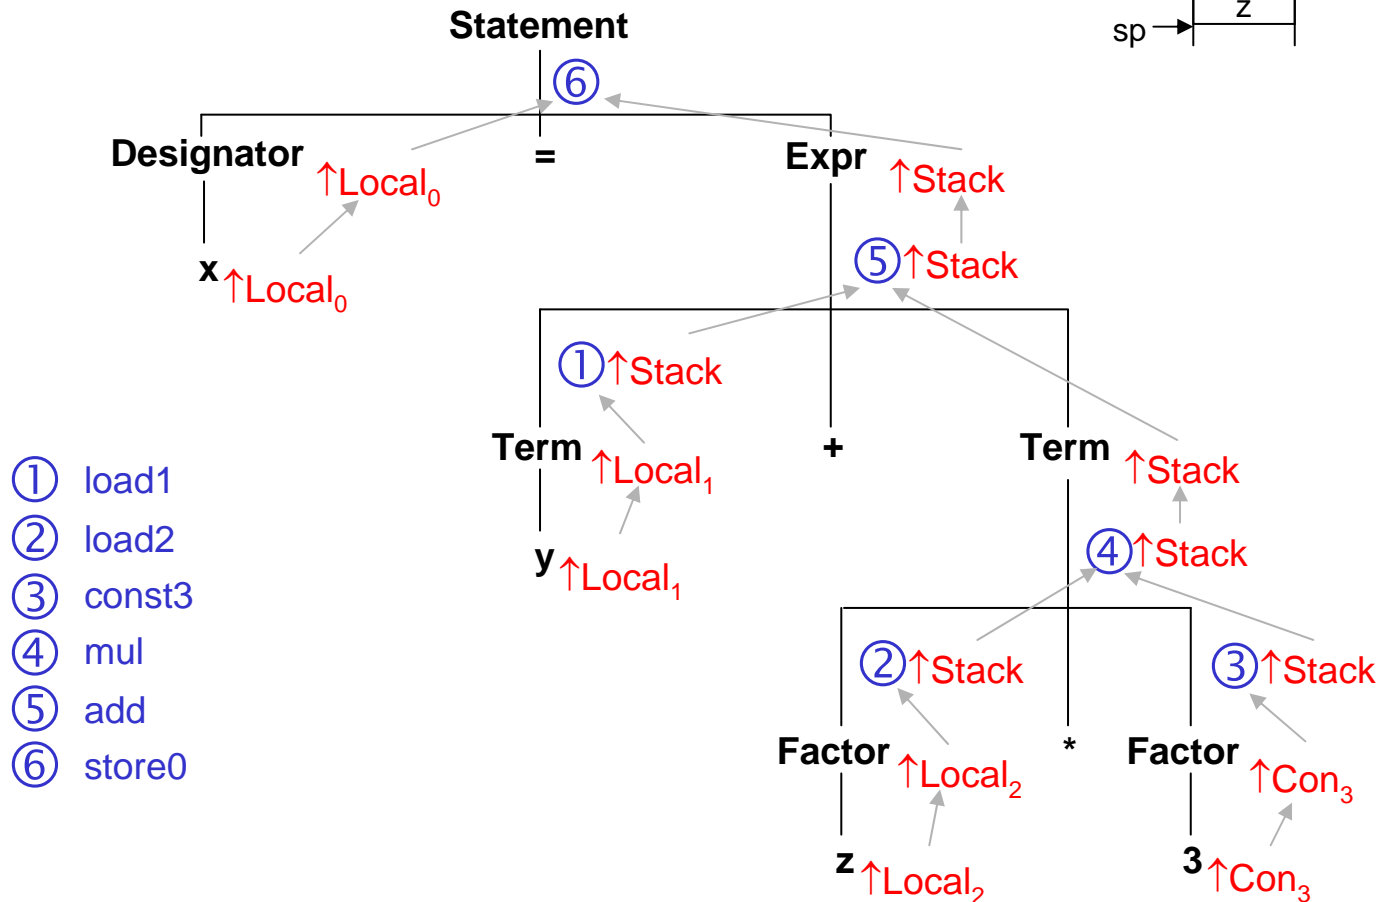 z
sp
Statement
⑥
Designator ↑Local₀ = Expr ↑Stack
x ↑Local₀ ⑤ ↑Stack
① ↑Stack
Term ↑Local₁ + Term ↑Stack
① load1
② load2
y ↑Local₁ ④ ↑Stack
③ const3
④ mul
② ↑Stack ③ ↑Stack
⑤ add
Factor ↑Local₂ * Factor ↑Con₃
⑥ store0
z ↑Local₂ 3 ↑Con₃